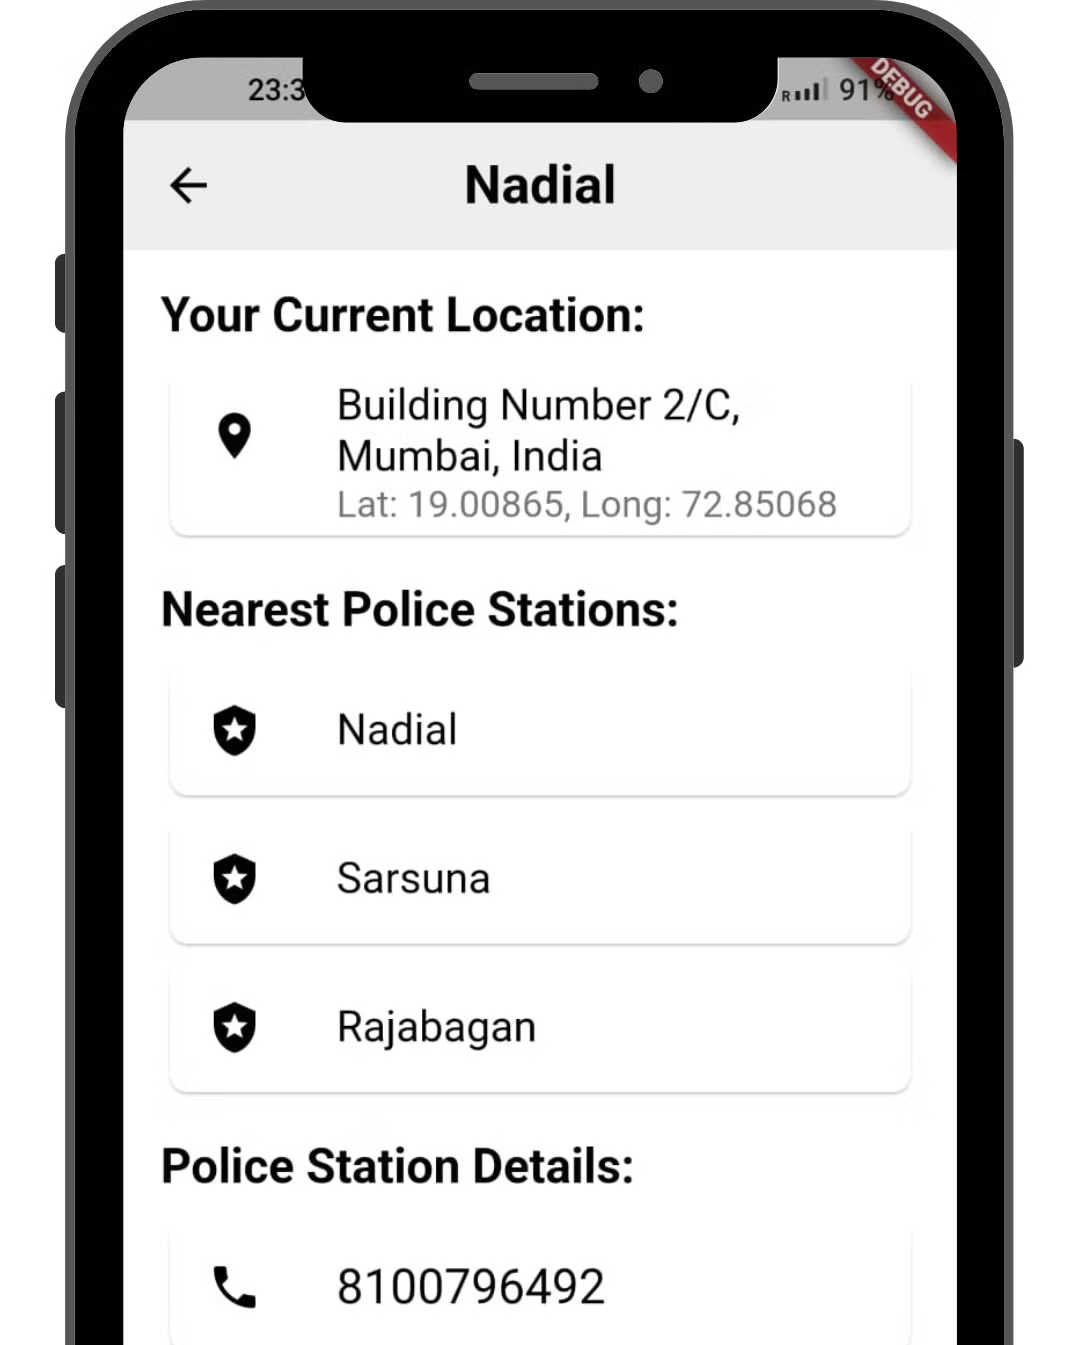 23:3
R 91%
DEBUG
Nadial
Your Current Location:
Building Number 2/C,
Mumbai, India
Lat: 19.00865, Long: 72.85068
Nearest Police Stations:
Nadial
Sarsuna
Rajabagan
Police Station Details:
8100796492